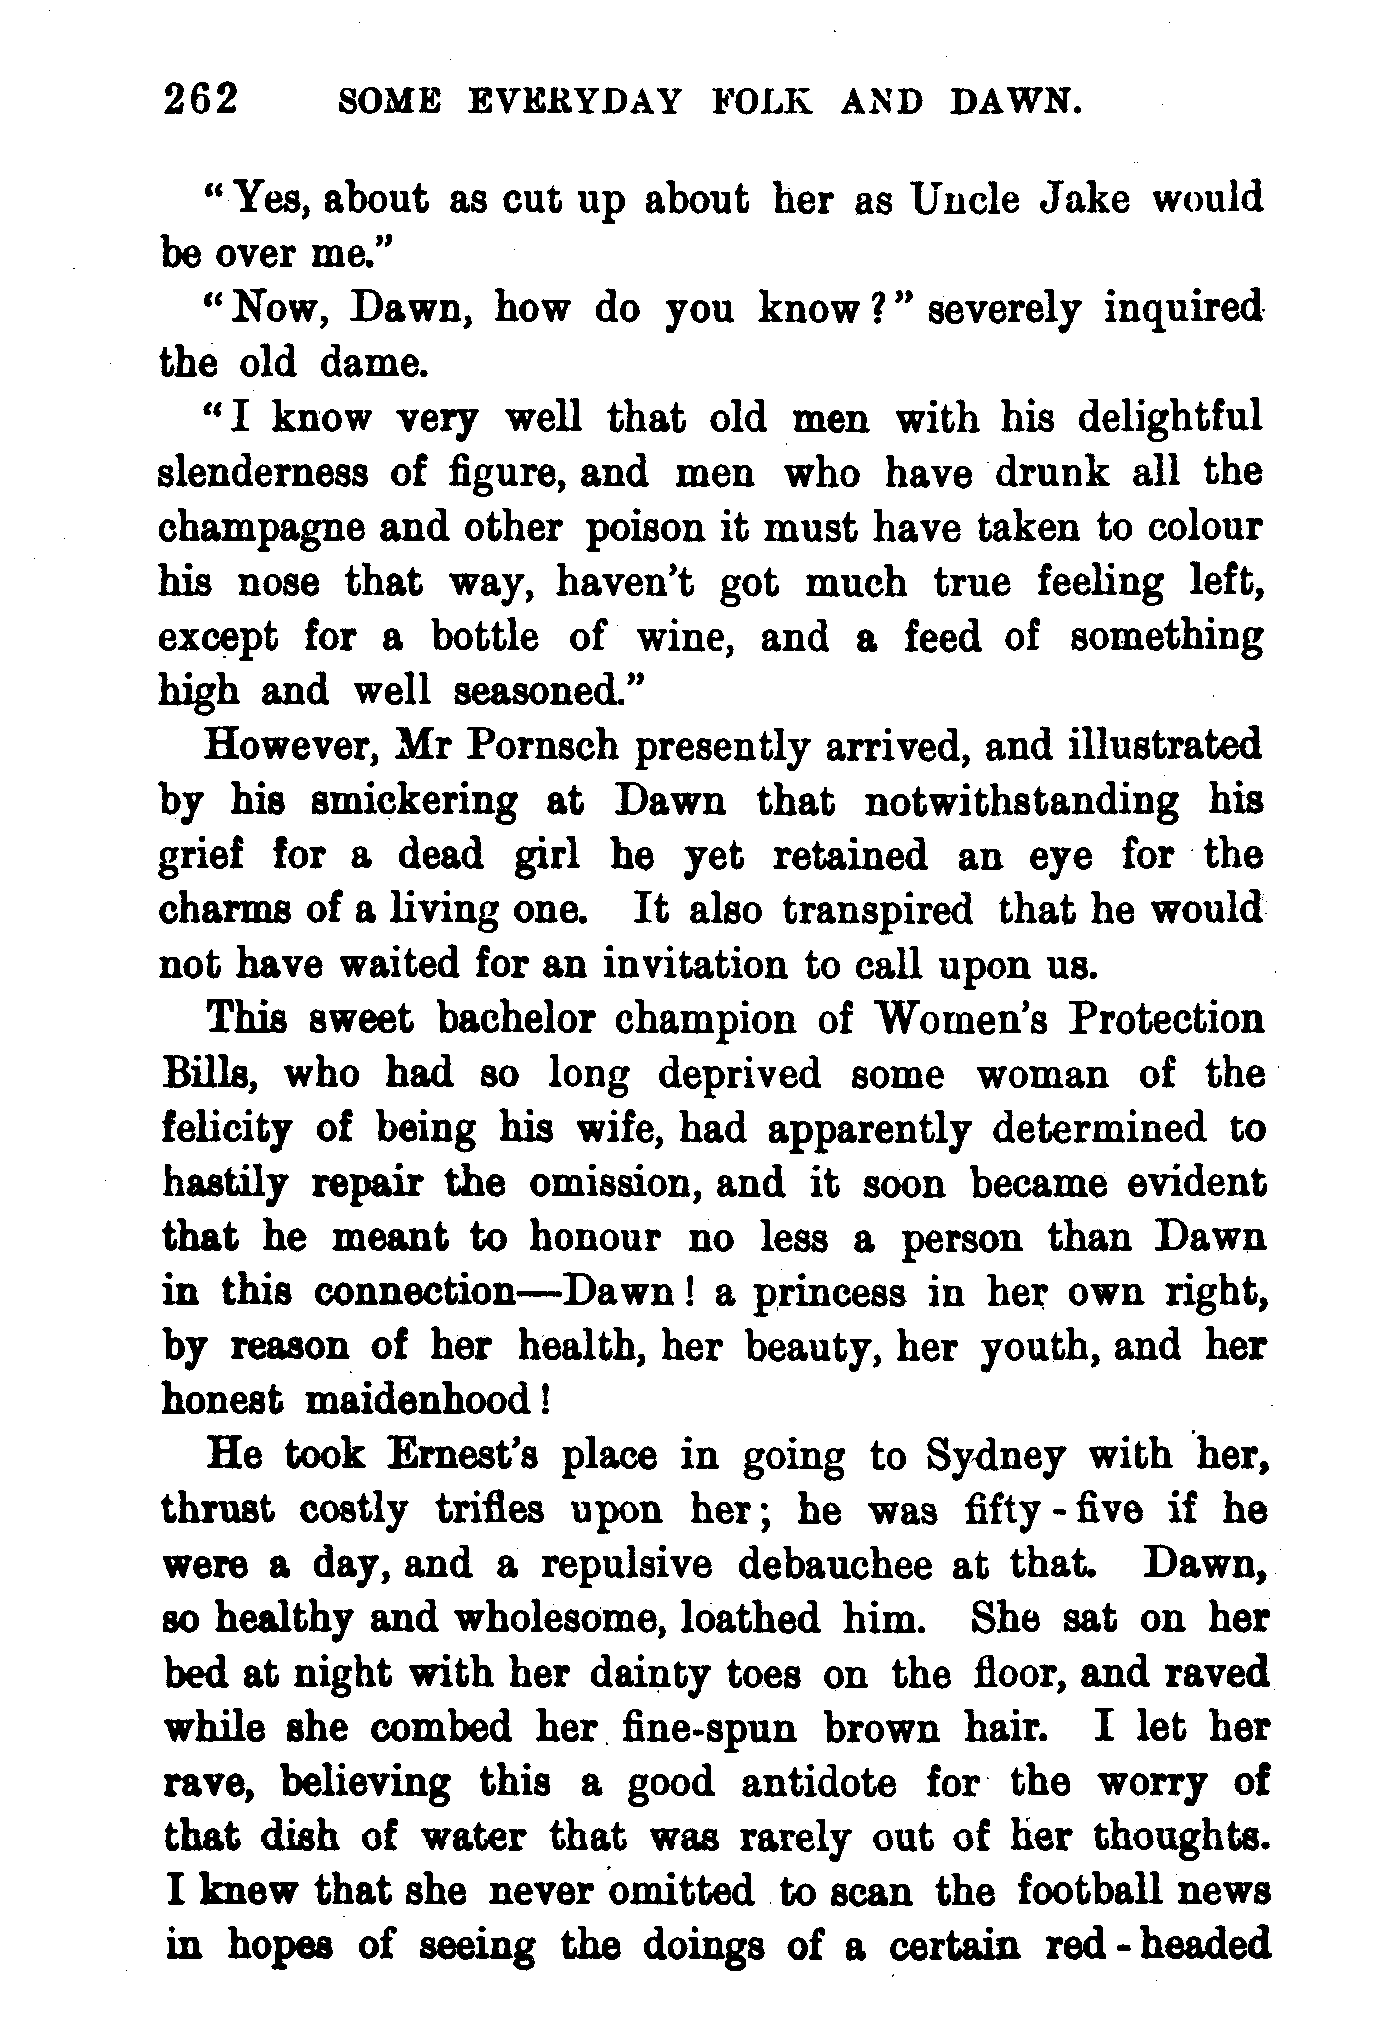 262 SOME EVERYDAY FOLK AND DAWN.
“Yes, about as cut up about her as Uncle Jake would
be over me.”
“Now, Dawn, how do you know?” severely inquired
the old dame.
“I know very well that old men with his delightful
slenderness of figure, and men who have drunk all the
champagne and other poison it must have taken to colour
his nose that way, haven’t got much true feeling left,
except for a bottle of wine, and a feed of something
high and well seasoned.”
However, Mr Pornsch presently arrived, and illustrated
by his smickering at Dawn that notwithstanding his
grief for a dead girl he yet retained an eye for the
charms of a living one. It also transpired that he would
not have waited for an invitation to call upon us.
This sweet bachelor champion of Women’s Protection
Bills, who had so long deprived some woman of the
felicity of being his wife, had apparently determined to
hastily repair the omission, and it soon became evident
that he meant to honour no less a person than Dawn
in this connection—Dawn! a princess in her own right,
by reason of her health, her beauty, her youth, and her
honest maidenhood!
He took Ernest’s place in going to Sydney with her,
thrust costly trifles upon her; he was fifty-five if he
were a day, and a repulsive debauchee at that. Dawn,
so healthy and wholesome, loathed him. She sat on her
bed at night with her dainty toes on the floor, and raved
while she combed her fine-spun brown hair. I let her
rave, believing this a good antidote for the worry of
that dish of water that was rarely out of her thoughts.
I knew that she never omitted to scan the football news
in hopes of seeing the doings of a certain red-headed